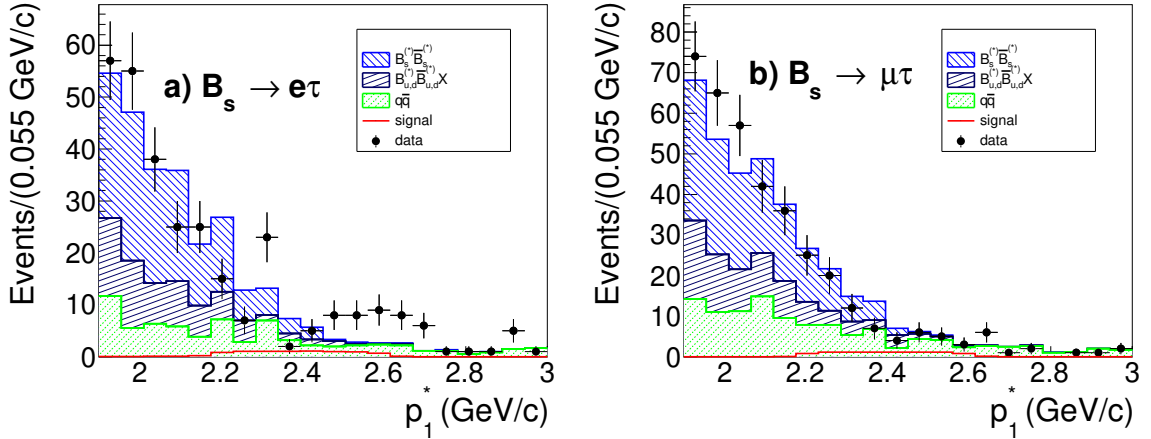 Events/(0.055 GeV/c)
60
50
40
30
20
10
0
a) B_s → eτ
B_s^(*) B̅_s^(*)
B_u,d^(*) B̅_u,d^(*) X
qq̅
signal
data
2 2.2 2.4 2.6 2.8 3
p_1^* (GeV/c)
Events/(0.055 GeV/c)
80
70
60
50
40
30
20
10
0
b) B_s → μτ
B_s^(*) B̅_s^(*)
B_u,d^(*) B̅_u,d^(*) X
qq̅
signal
data
2 2.2 2.4 2.6 2.8 3
p_1^* (GeV/c)